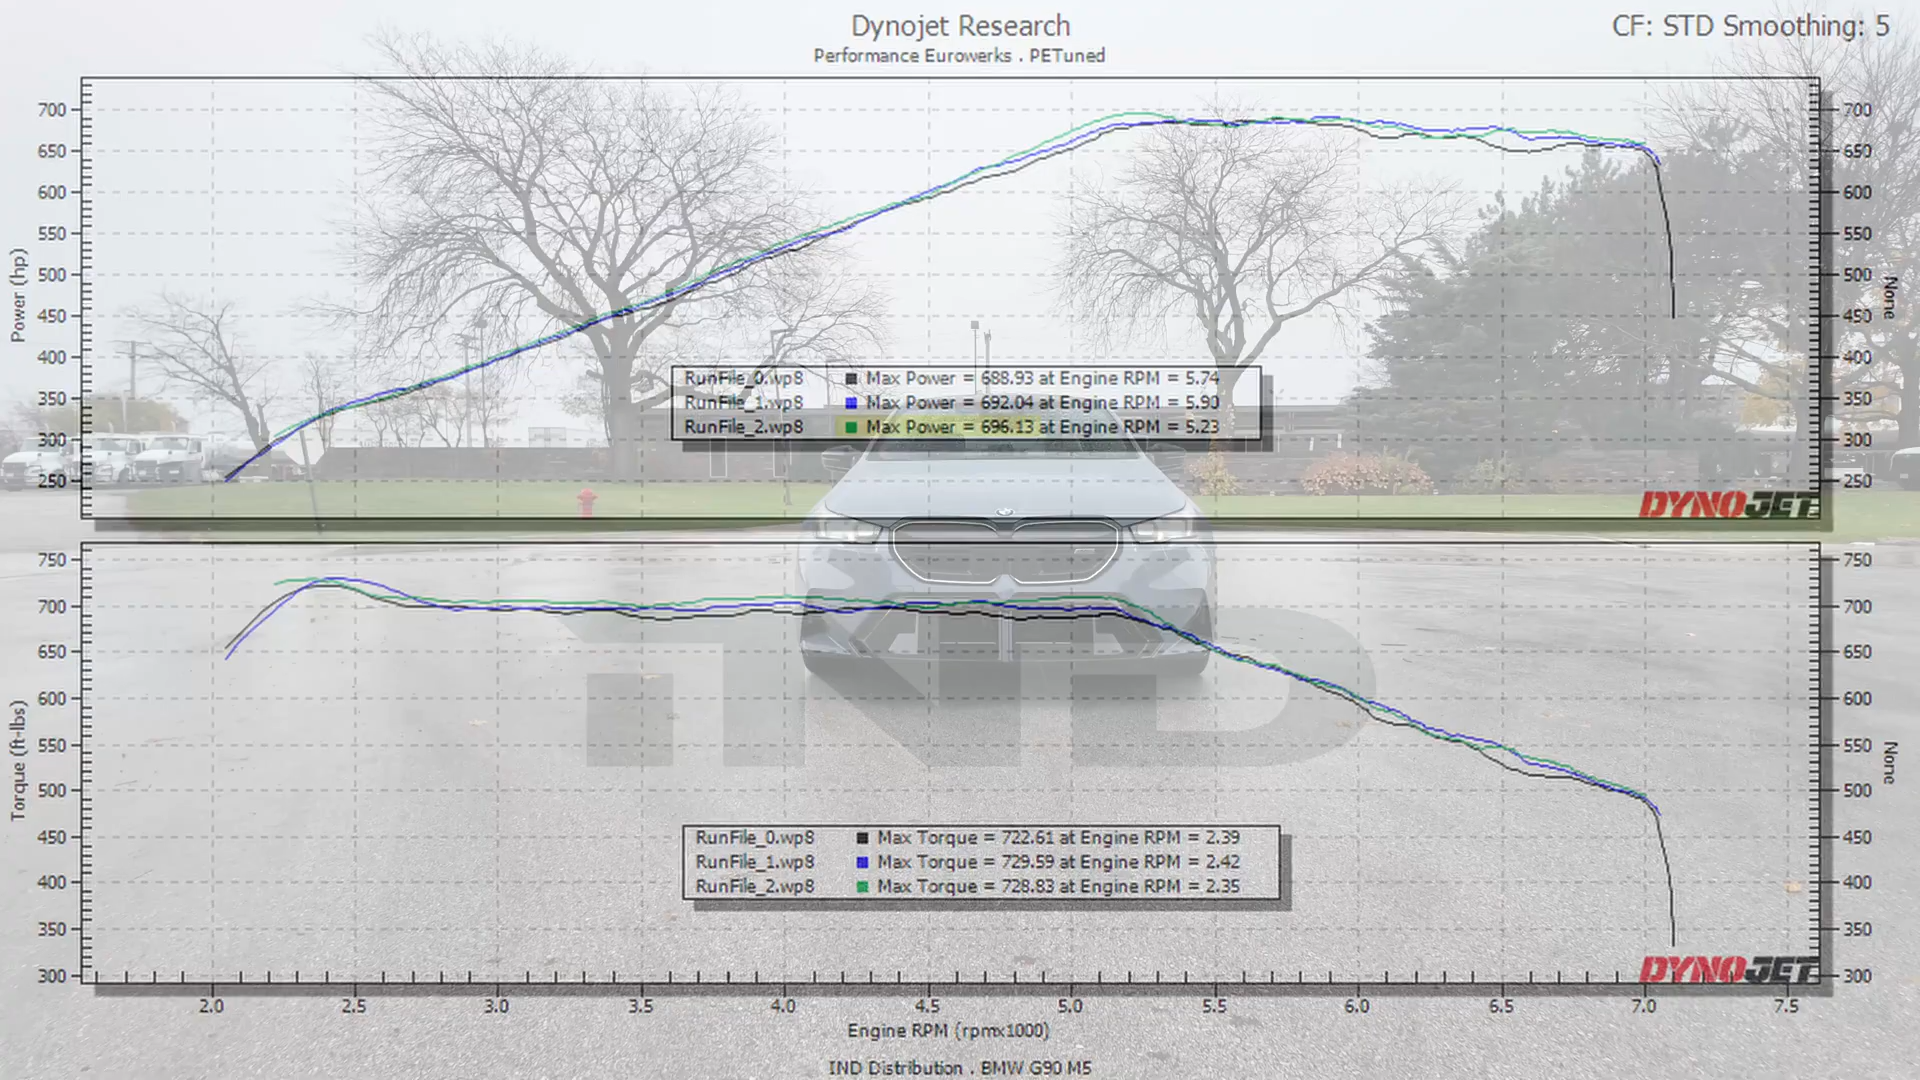 Dynojet Research
CF: STD Smoothing: 5
Performance Eurowerks . PETuned
Power (hp)
700
650
600
550
500
450
400
350
300
250
700
650
600
550
500
450
400
350
300
250
None
RunFile_0.wp8 Max Power = 688.93 at Engine RPM = 5.74
RunFile_1.wp8 Max Power = 692.04 at Engine RPM = 5.90
RunFile_2.wp8 Max Power = 696.13 at Engine RPM = 5.23
DYNOJET
Torque (ft-lbs)
750
700
650
600
550
500
450
400
350
300
750
700
650
600
550
500
450
400
350
300
None
IND
RunFile_0.wp8 Max Torque = 722.61 at Engine RPM = 2.39
RunFile_1.wp8 Max Torque = 729.59 at Engine RPM = 2.42
RunFile_2.wp8 Max Torque = 728.83 at Engine RPM = 2.35
DYNOJET
2.0 2.5 3.0 3.5 4.0 4.5 5.0 5.5 6.0 6.5 7.0 7.5
Engine RPM (rpmx1000)
IND Distribution . BMW G90 M5